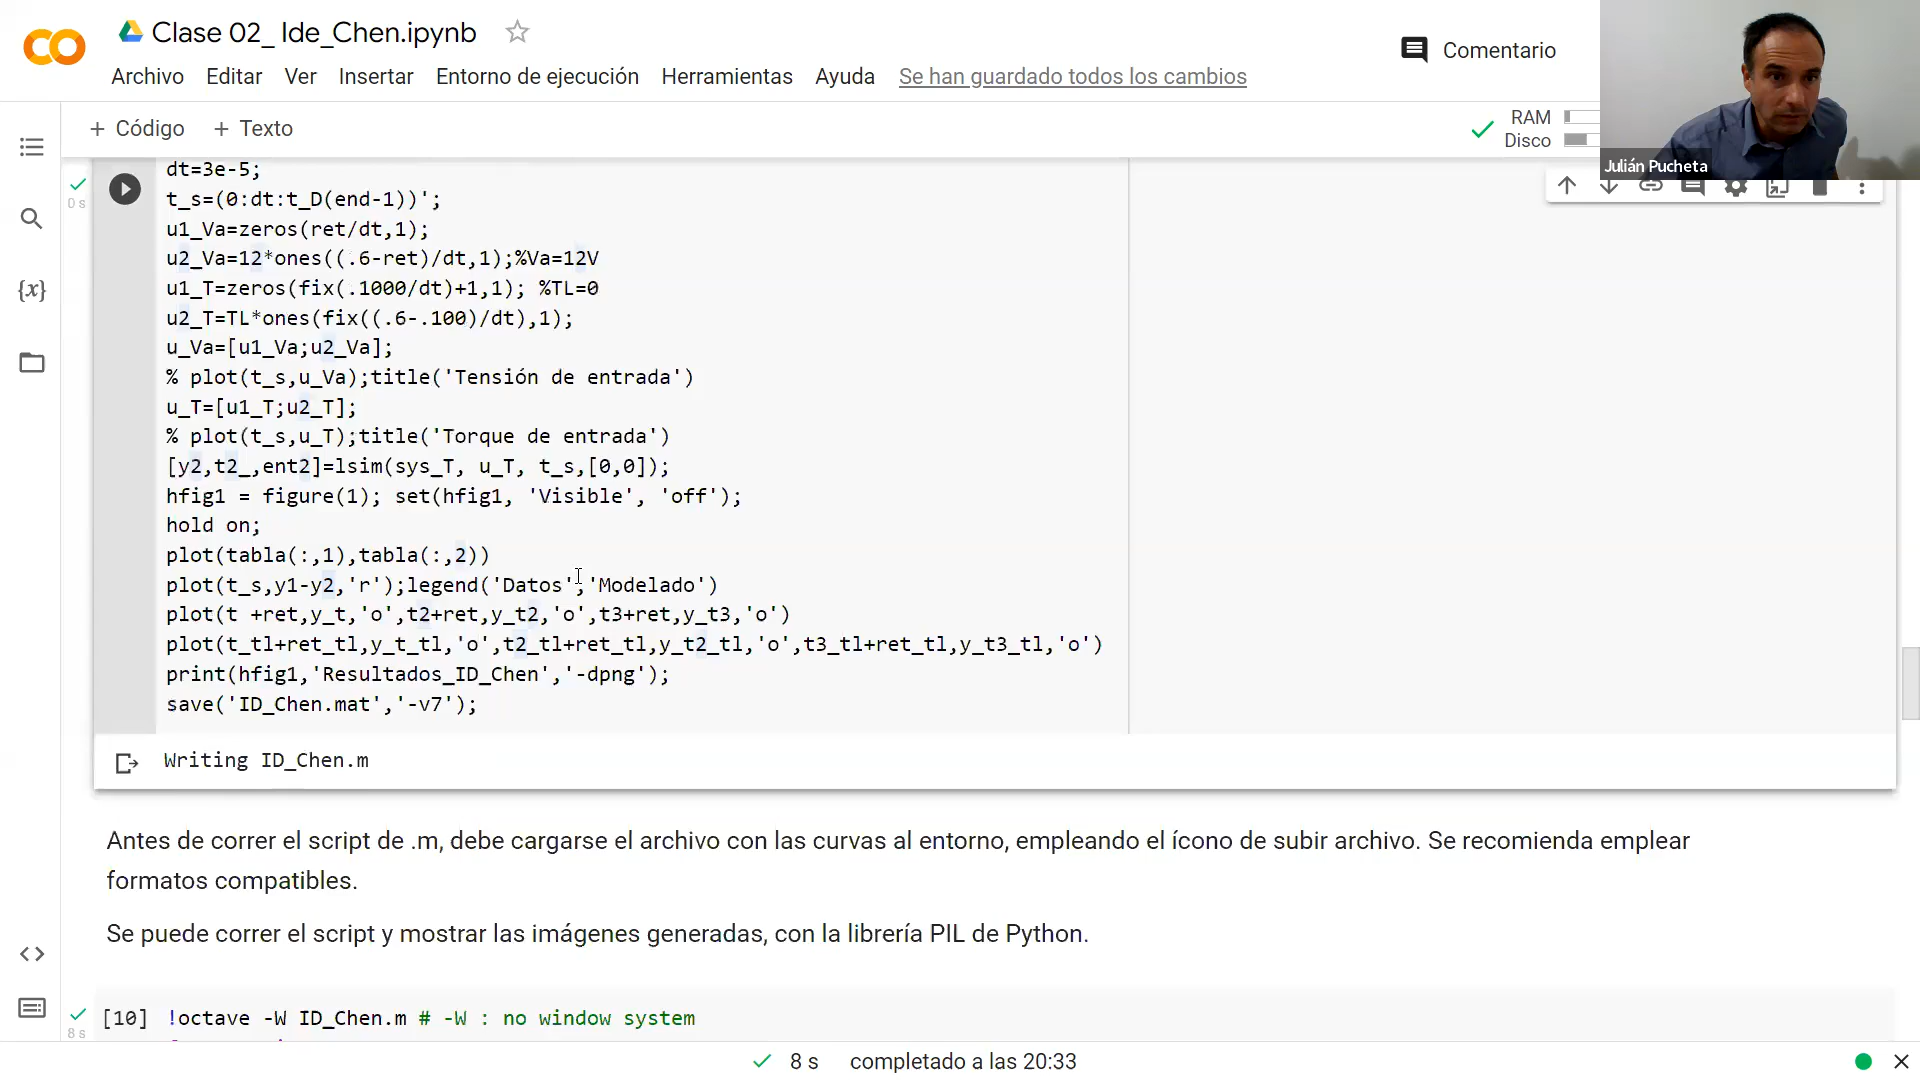 Clase 02_ Ide_Chen.ipynb
Archivo Editar Ver Insertar Entorno de ejecución Herramientas Ayuda Se han guardado todos los cambios
Comentario
+ Código + Texto
RAM
Disco
Julián Pucheta
0 s
dt=3e-5;
t_s=(0:dt:t_D(end-1))';
u1_Va=zeros(ret/dt,1);
u2_Va=12*ones((.6-ret)/dt,1);%Va=12V
u1_T=zeros(fix(.1000/dt)+1,1); %TL=0
u2_T=TL*ones(fix((.6-.100)/dt),1);
u_Va=[u1_Va;u2_Va];
% plot(t_s,u_Va);title('Tensión de entrada')
u_T=[u1_T;u2_T];
% plot(t_s,u_T);title('Torque de entrada')
[y2,t2_,ent2]=lsim(sys_T, u_T, t_s,[0,0]);
hfig1 = figure(1); set(hfig1, 'Visible', 'off');
hold on;
plot(tabla(:,1),tabla(:,2))
plot(t_s,y1-y2,'r');legend('Datos','Modelado')
plot(t +ret,y_t,'o',t2+ret,y_t2,'o',t3+ret,y_t3,'o')
plot(t_tl+ret_tl,y_t_tl,'o',t2_tl+ret_tl,y_t2_tl,'o',t3_tl+ret_tl,y_t3_tl,'o')
print(hfig1,'Resultados_ID_Chen','-dpng');
save('ID_Chen.mat','-v7');
Writing ID_Chen.m
Antes de correr el script de .m, debe cargarse el archivo con las curvas al entorno, empleando el ícono de subir archivo. Se recomienda emplear
formatos compatibles.
Se puede correr el script y mostrar las imágenes generadas, con la librería PIL de Python.
8 s
[10] !octave -W ID_Chen.m # -W : no window system
8 s completado a las 20:33